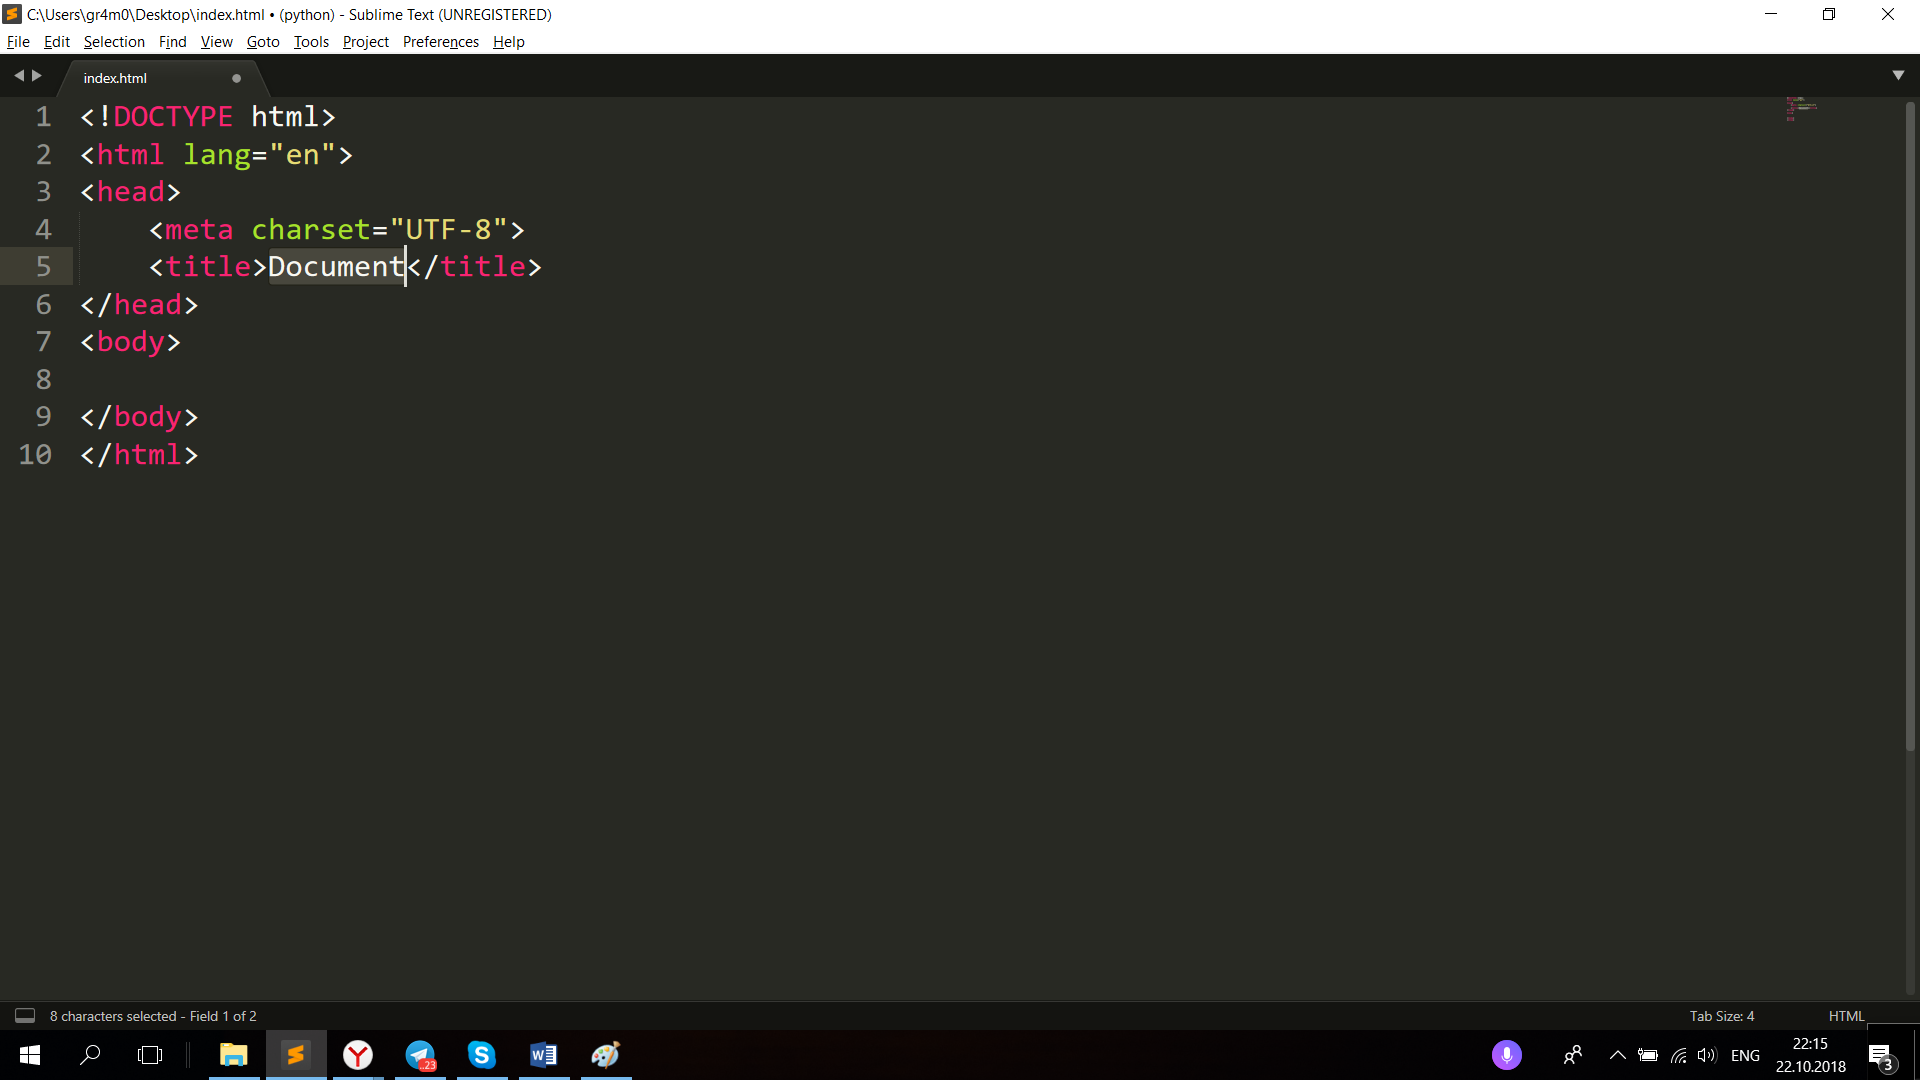 C:\Users\gr4m0\Desktop\index.html • (python) - Sublime Text (UNREGISTERED)
File Edit Selection Find View Goto Tools Project Preferences Help
index.html
1 <!DOCTYPE html>
2 <html lang="en">
3 <head>
4 <meta charset="UTF-8">
5 <title>Document</title>
6 </head>
7 <body>
8
9 </body>
10 </html>
8 characters selected - Field 1 of 2 Tab Size: 4 HTML
..23
ENG
22:15
22.10.2018
3